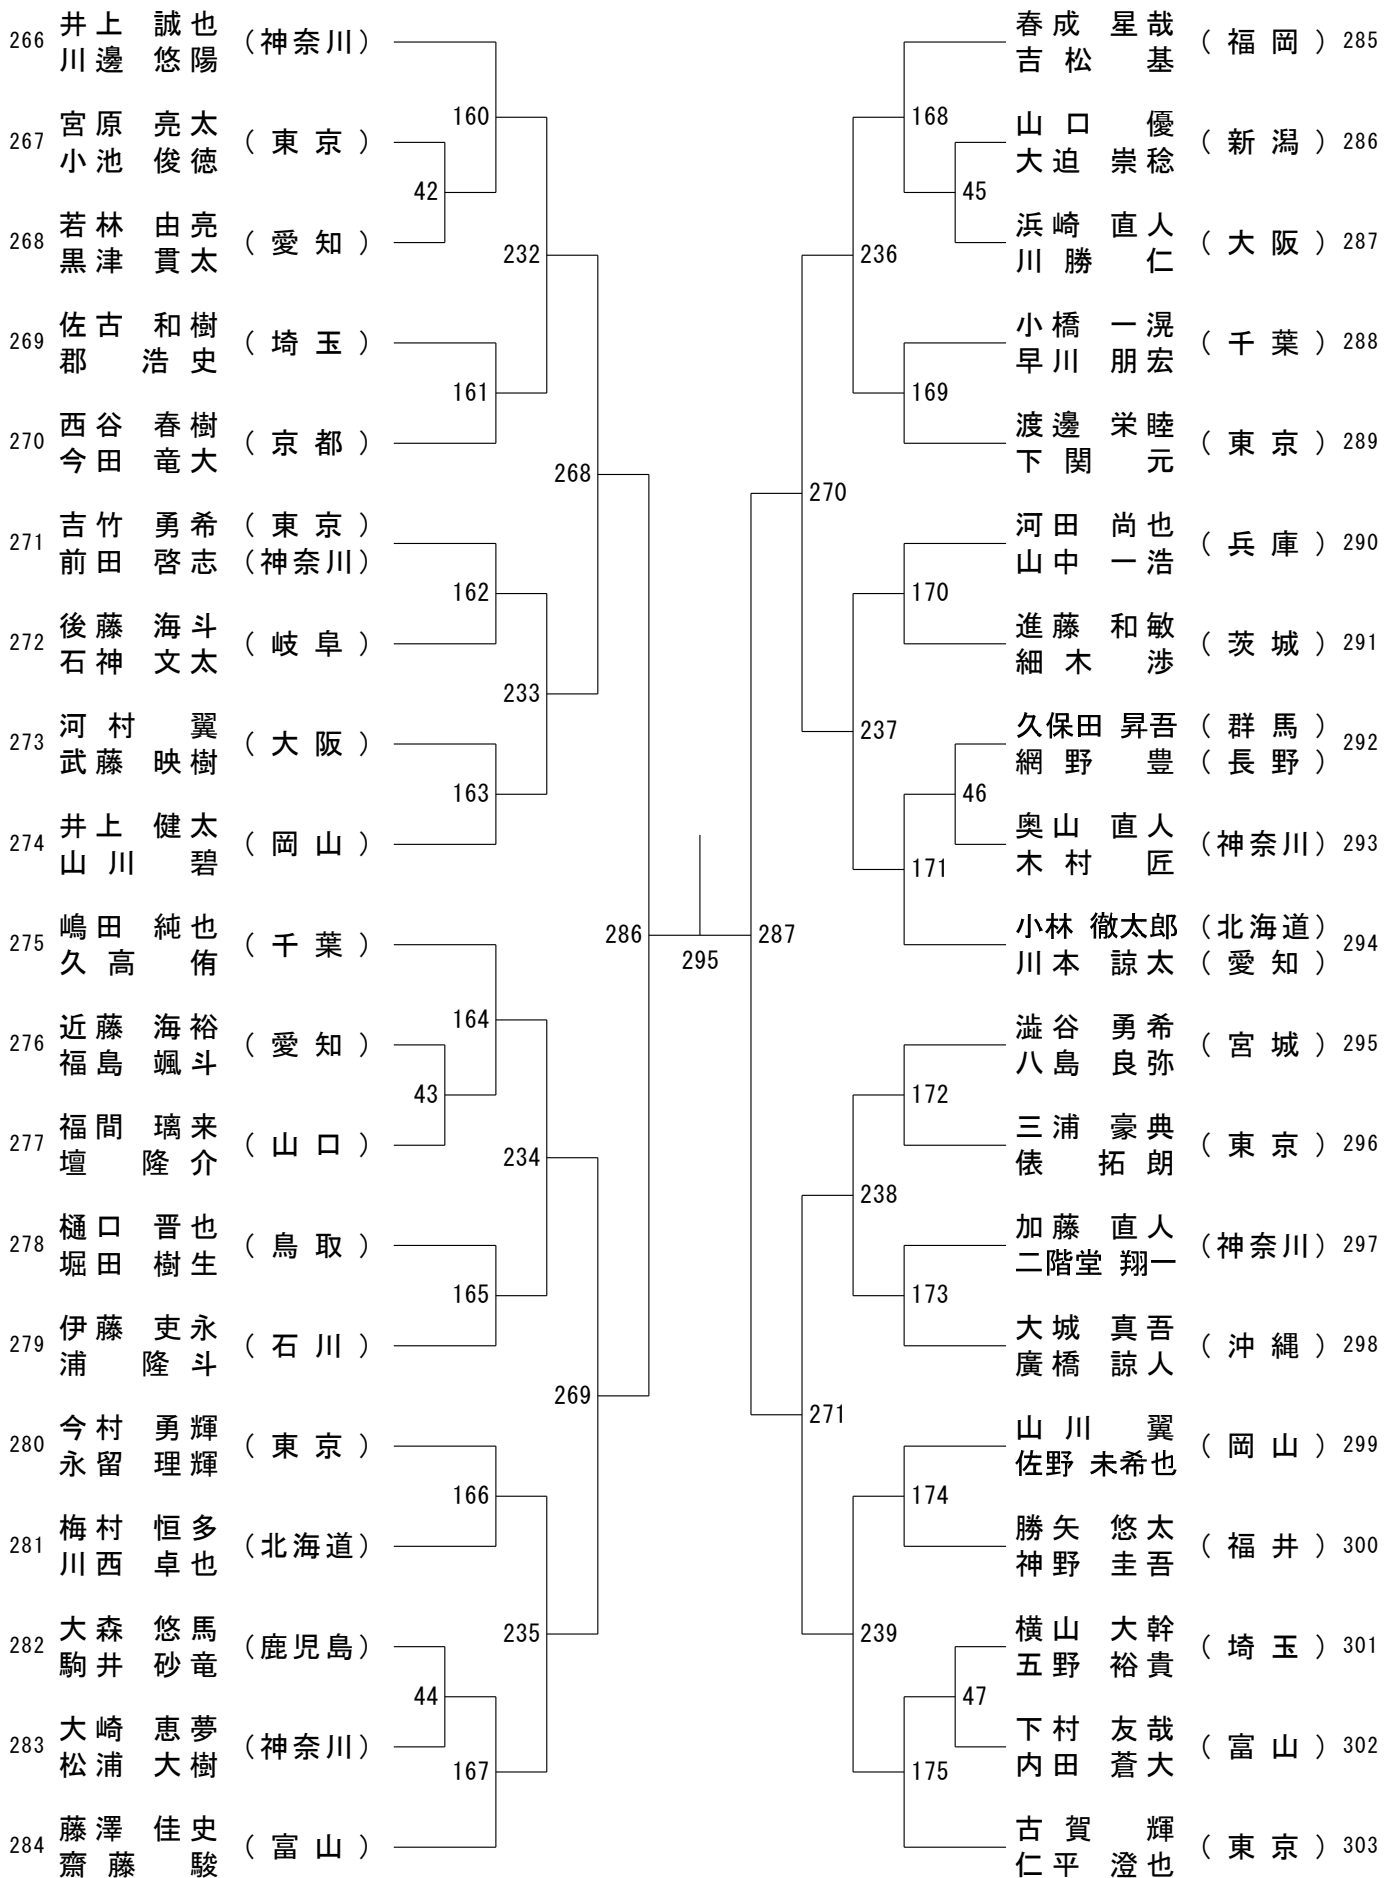 266 井上 誠也 (神奈川)
川邊 悠陽
267 宮原 亮太 (東京)
小池 俊徳
268 若林 由亮 (愛知)
黒津 貫太
269 佐古 和樹 (埼玉)
郡 浩史
270 西谷 春樹 (京都)
今田 竜大
271 吉竹 勇希 (東京)
前田 啓志 (神奈川)
272 後藤 海斗 (岐阜)
石神 文太
273 河村 翼 (大阪)
武藤 映樹
274 井上 健太 (岡山)
山川 碧
275 嶋田 純也 (千葉)
久高 侑
276 近藤 海裕 (愛知)
福島 颯斗
277 福間 璃来 (山口)
壇 隆介
278 樋口 晋也 (鳥取)
堀田 樹生
279 伊藤 吏永 (石川)
浦 隆斗
280 今村 勇輝 (東京)
永留 理輝
281 梅村 恒多 (北海道)
川西 卓也
282 大森 悠馬 (鹿児島)
駒井 砂竜
283 大崎 恵夢 (神奈川)
松浦 大樹
284 藤澤 佳史 (富山)
齋藤 駿
160
42
232
161
268
162
233
163
286
164
43
234
165
269
166
235
44
167
295
287
168
45
236
169
270
170
237
46
171
172
238
173
271
174
239
47
175
春成 星哉 (福岡) 285
吉松 基
山口 優 (新潟) 286
大迫 崇稔
浜崎 直人 (大阪) 287
川勝 仁
小橋 一滉 (千葉) 288
早川 朋宏
渡邊 栄睦 (東京) 289
下関 元
河田 尚也 (兵庫) 290
山中 一浩
進藤 和敏 (茨城) 291
細木 渉
久保田 昇吾 (群馬) 292
網野 豊 (長野)
奥山 直人 (神奈川) 293
木村 匠
小林 徹太郎 (北海道) 294
川本 諒太 (愛知)
澁谷 勇希 (宮城) 295
八島 良弥
三浦 豪典 (東京) 296
俵 拓朗
加藤 直人 (神奈川) 297
二階堂 翔一
大城 真吾 (沖縄) 298
廣橋 諒人
山川 翼 (岡山) 299
佐野 未希也
勝矢 悠太 (福井) 300
神野 圭吾
横山 大幹 (埼玉) 301
五野 裕貴
下村 友哉 (富山) 302
内田 蒼大
古賀 輝 (東京) 303
仁平 澄也